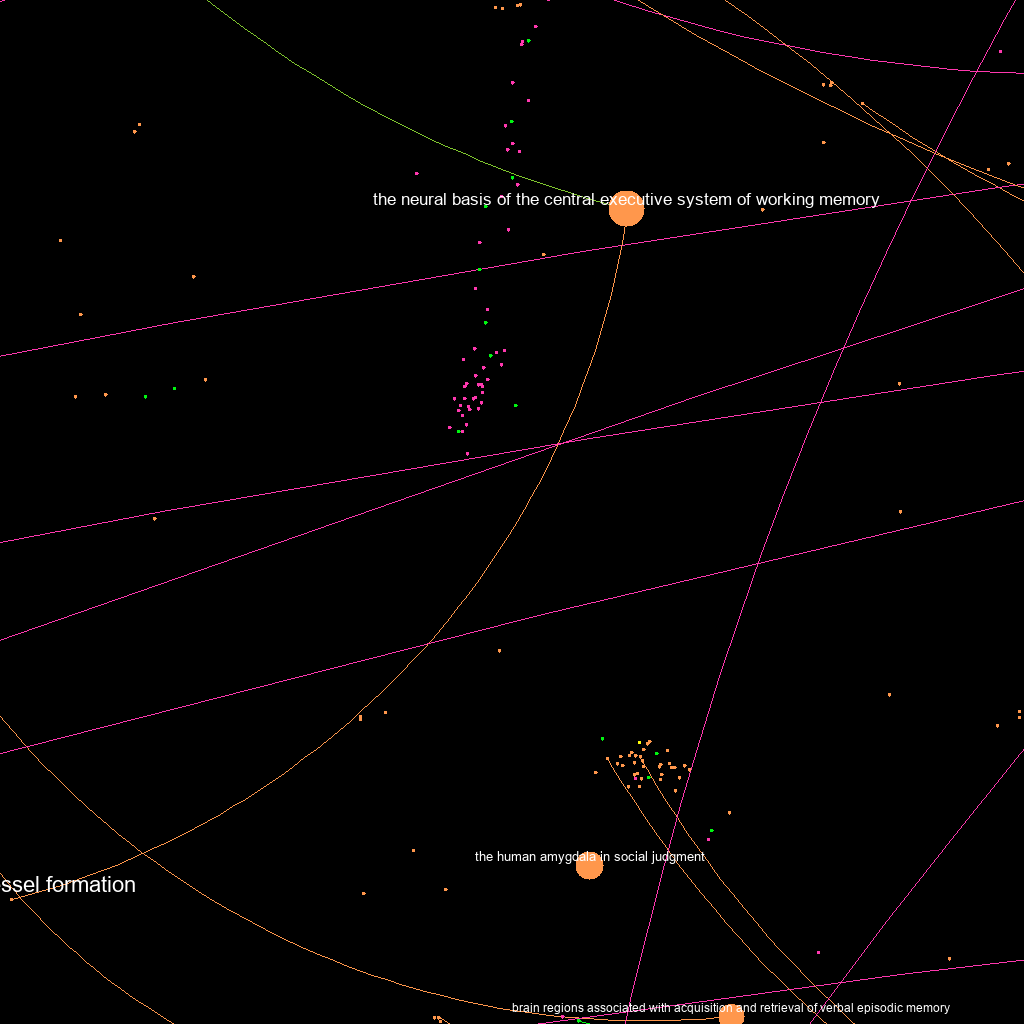 the neural basis of the central executive system of working memory
the human amygdala in social judgment
formation
brain regions associated with acquisition and retrieval of verbal episodic memory